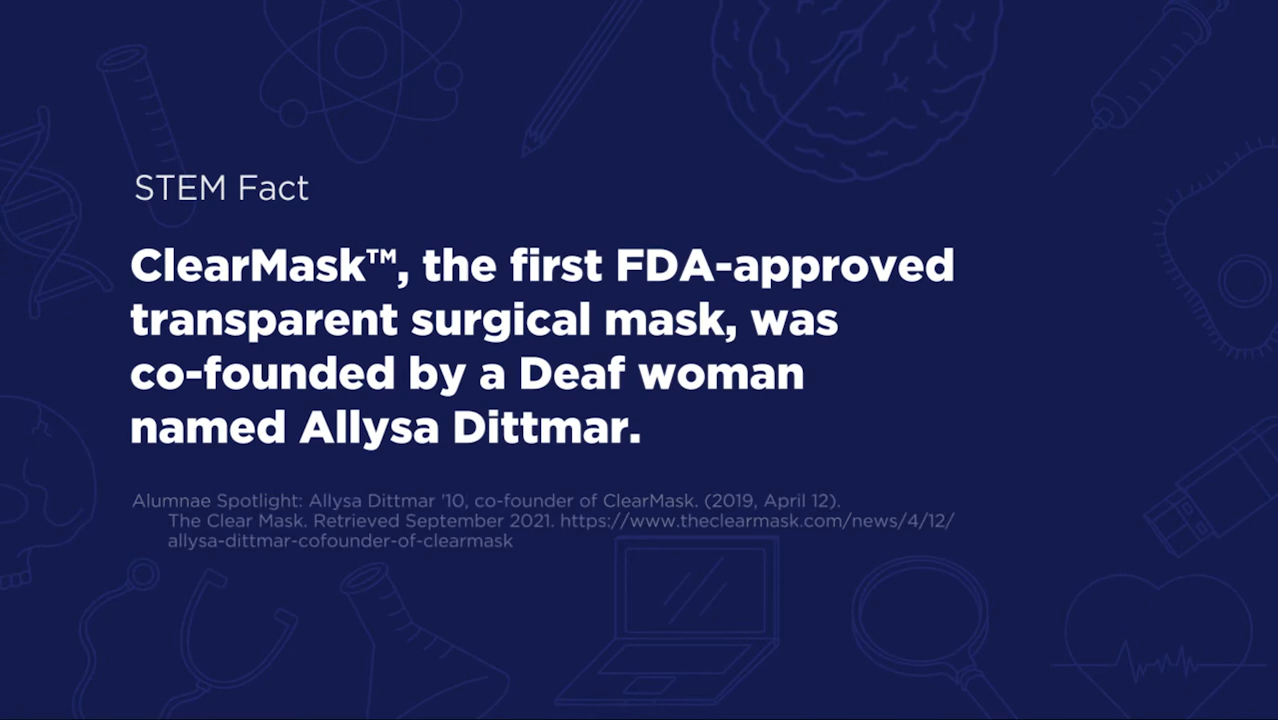 STEM Fact
ClearMask™, the first FDA-approved
transparent surgical mask, was
co-founded by a Deaf woman
named Allysa Dittmar.
Alumnae Spotlight: Allysa Dittmar '10, co-founder of ClearMask. (2019, April 12).
The Clear Mask. Retrieved September 2021. https://www.theclearmask.com/news/4/12/
allysa-dittmar-cofounder-of-clearmask